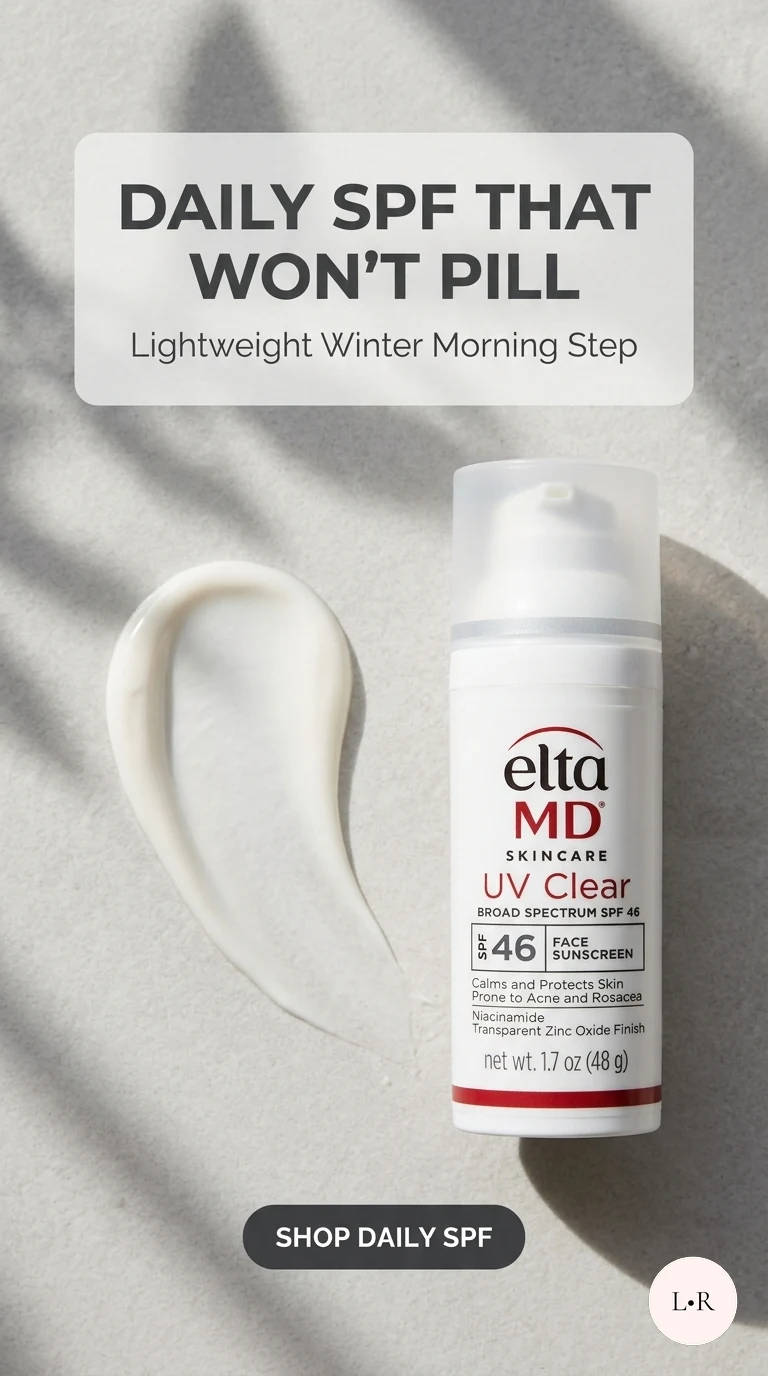 DAILY SPF THAT
WON'T PILL
Lightweight Winter Morning Step
elta
MD®
SKINCARE
UV Clear
BROAD SPECTRUM SPF 46
SPF 46 FACE
SUNSCREEN
Calms and Protects Skin
Prone to Acne and Rosacea
Niacinamide
Transparent Zinc Oxide Finish
net wt. 1.7 oz (48 g)
SHOP DAILY SPF
L•R